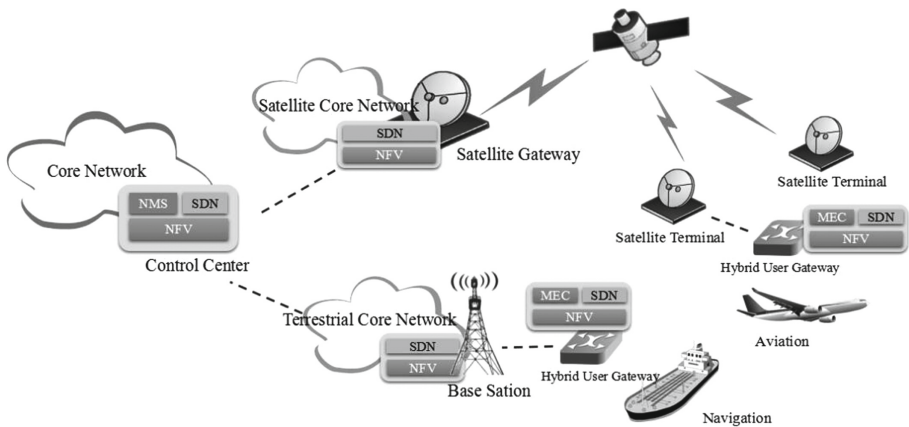 Satellite Core Network
SDN
NFV
Satellite Gateway
Core Network
NMS SDN
NFV
Control Center
Satellite Terminal
Satellite Terminal
MEC SDN
NFV
Hybrid User Gateway
Terrestrial Core Network
SDN
NFV
Base Sation
MEC SDN
NFV
Hybrid User Gateway
Aviation
Navigation